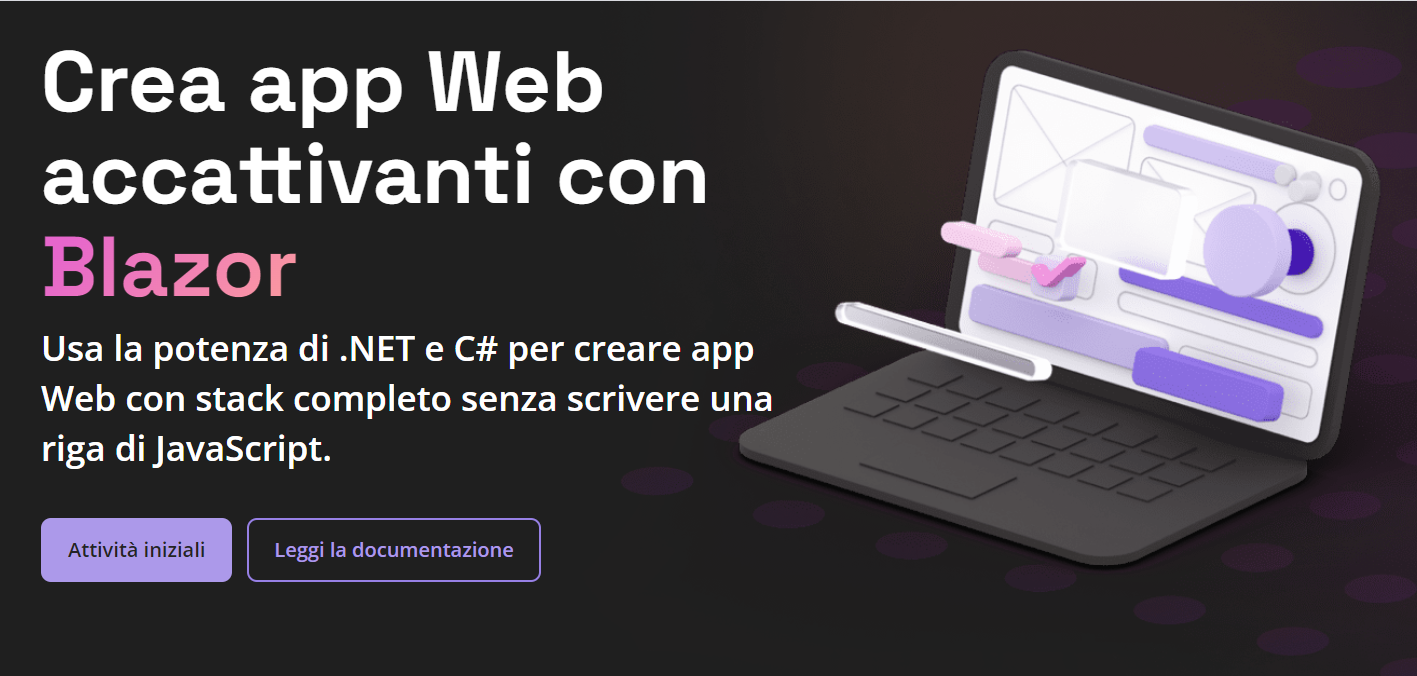 Crea app Web
accattivanti con
Blazor
Usa la potenza di .NET e C# per creare app
Web con stack completo senza scrivere una
riga di JavaScript.
Attività iniziali
Leggi la documentazione